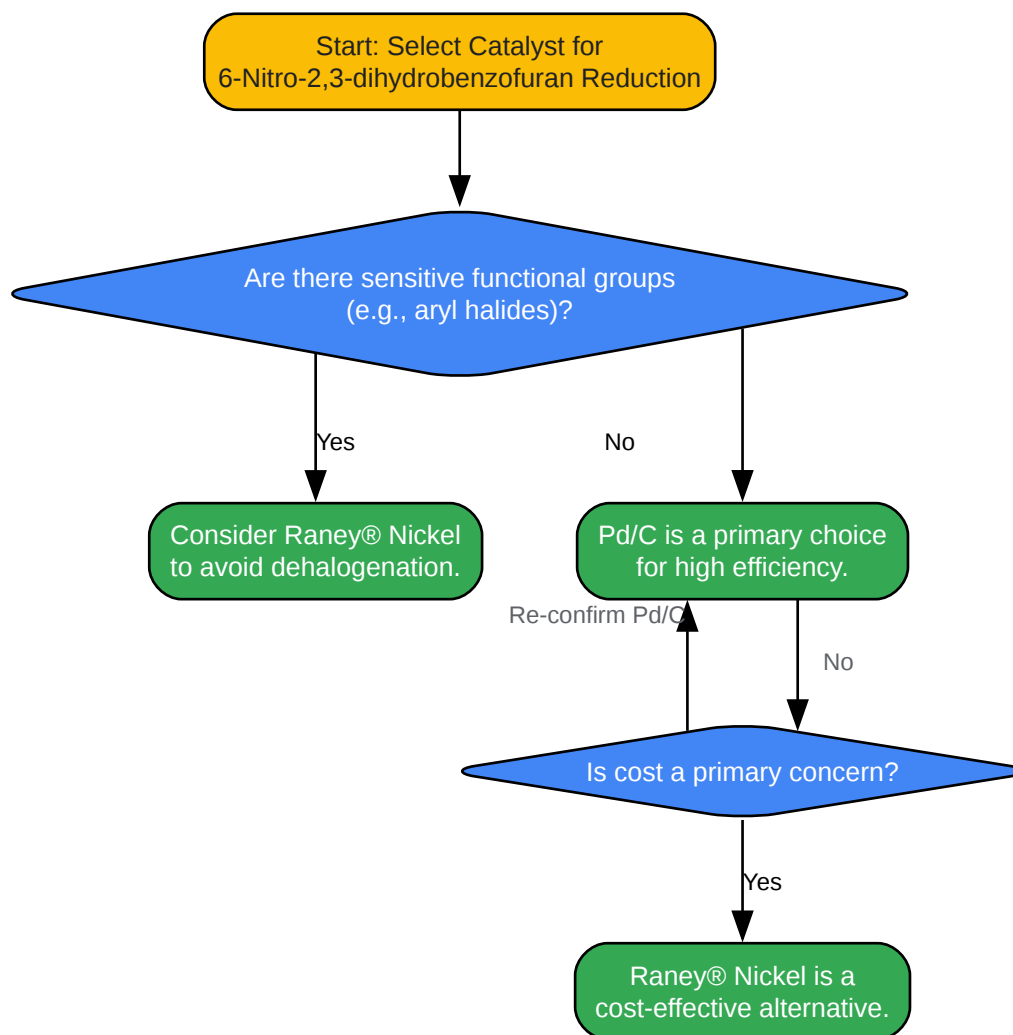 Start: Select Catalyst for
6-Nitro-2,3-dihydrobenzofuran Reduction
Are there sensitive functional groups
(e.g., aryl halides)?
Yes
No
Consider Raney® Nickel
to avoid dehalogenation.
Pd/C is a primary choice
for high efficiency.
Re-confirm Pd/C
No
Is cost a primary concern?
Yes
Raney® Nickel is a
cost-effective alternative.